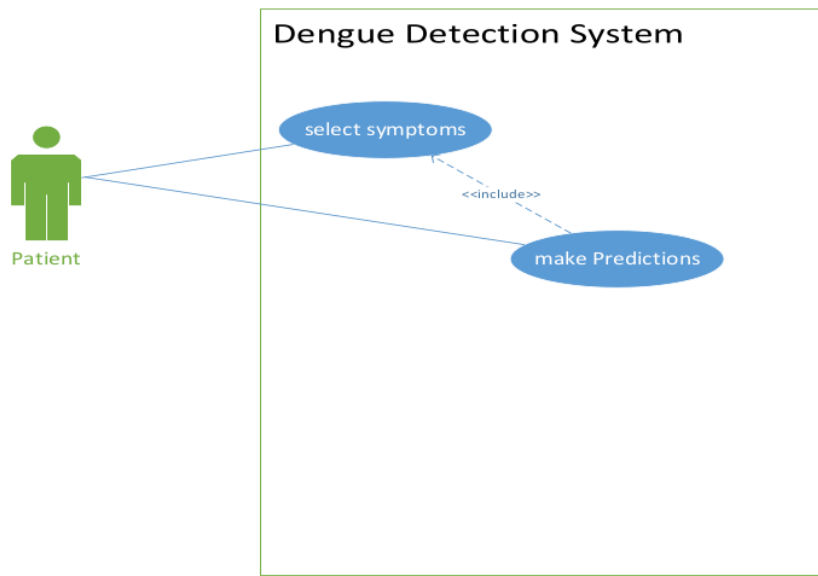 Dengue Detection System
select symptoms
<<include>>
make Predictions
Patient